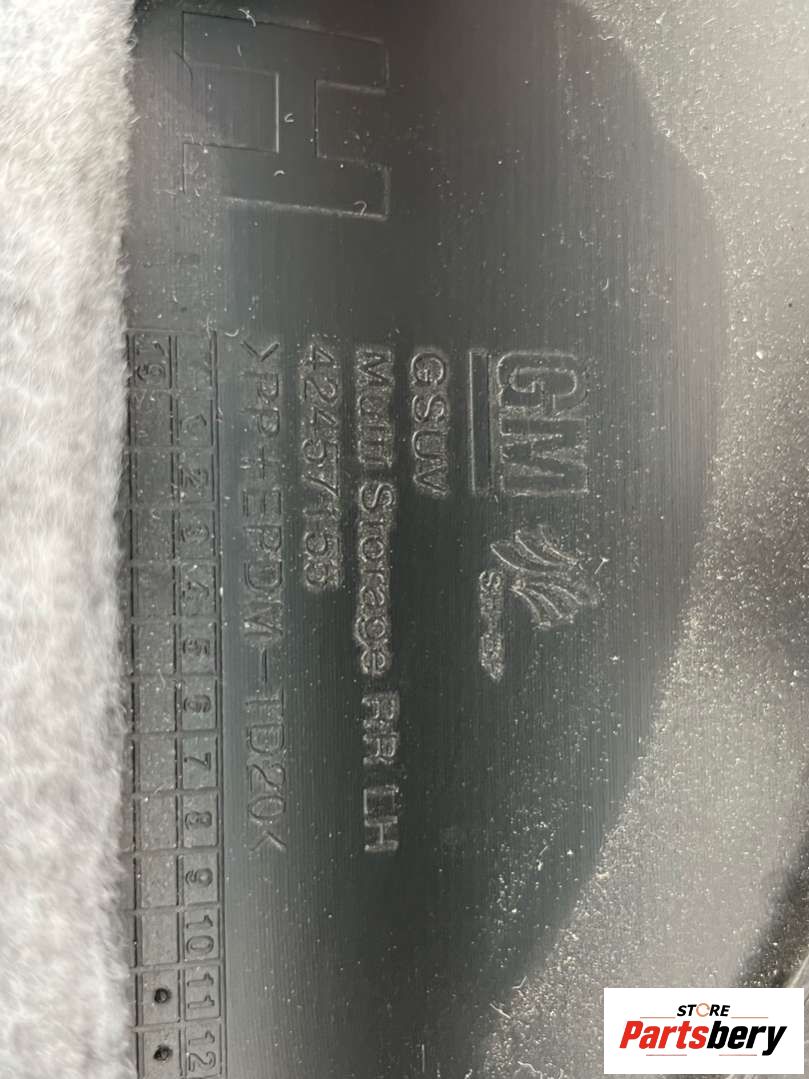 H
GM
GSUV
Multi Storage RR LH
42457155
>PP+EPDM-TD20<
1 2 3 4 5 6 7 8 9 10 11 12
19
STORE
Partsbery